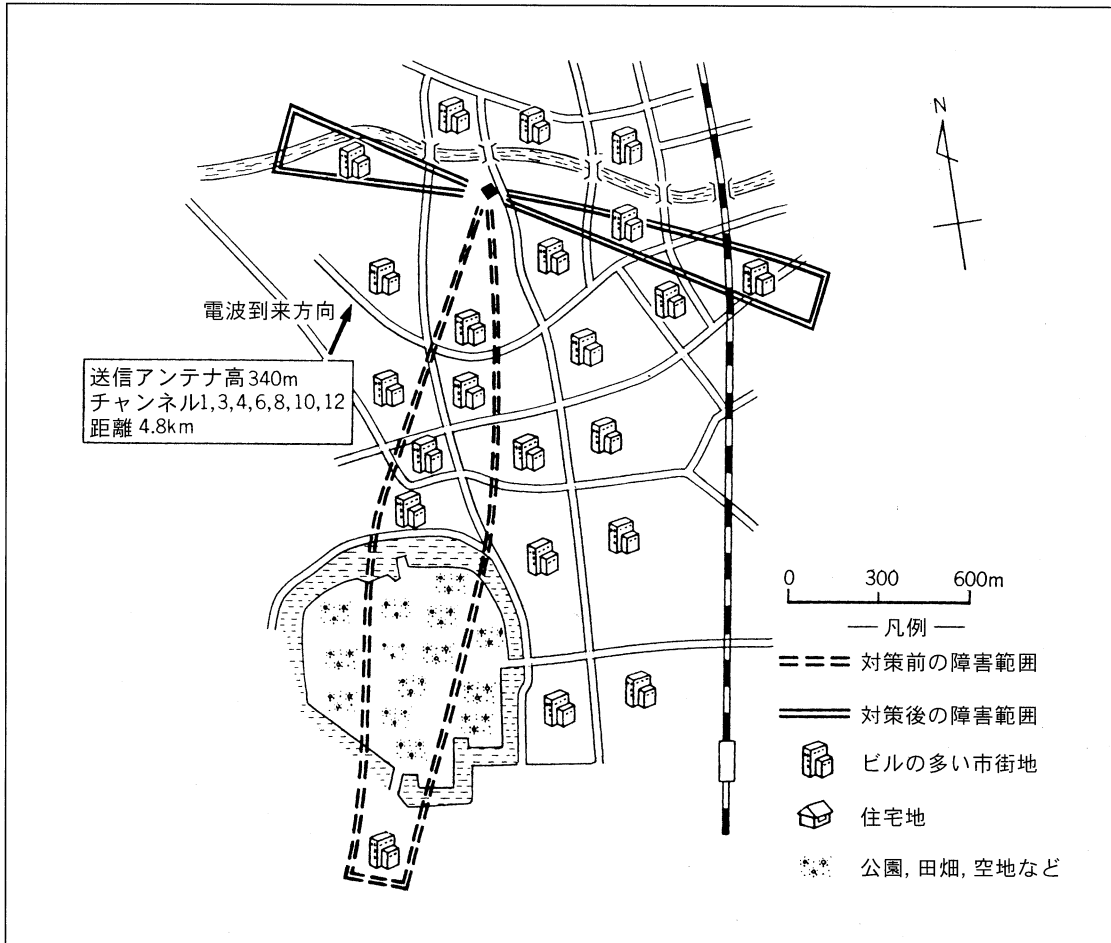 N
電波到来方向
送信アンテナ高340m
チャンネル1,3,4,6,8,10,12
距離 4.8km
0 300 600m
— 凡例 —
対策前の障害範囲
対策後の障害範囲
ビルの多い市街地
住宅地
公園, 田畑, 空地など